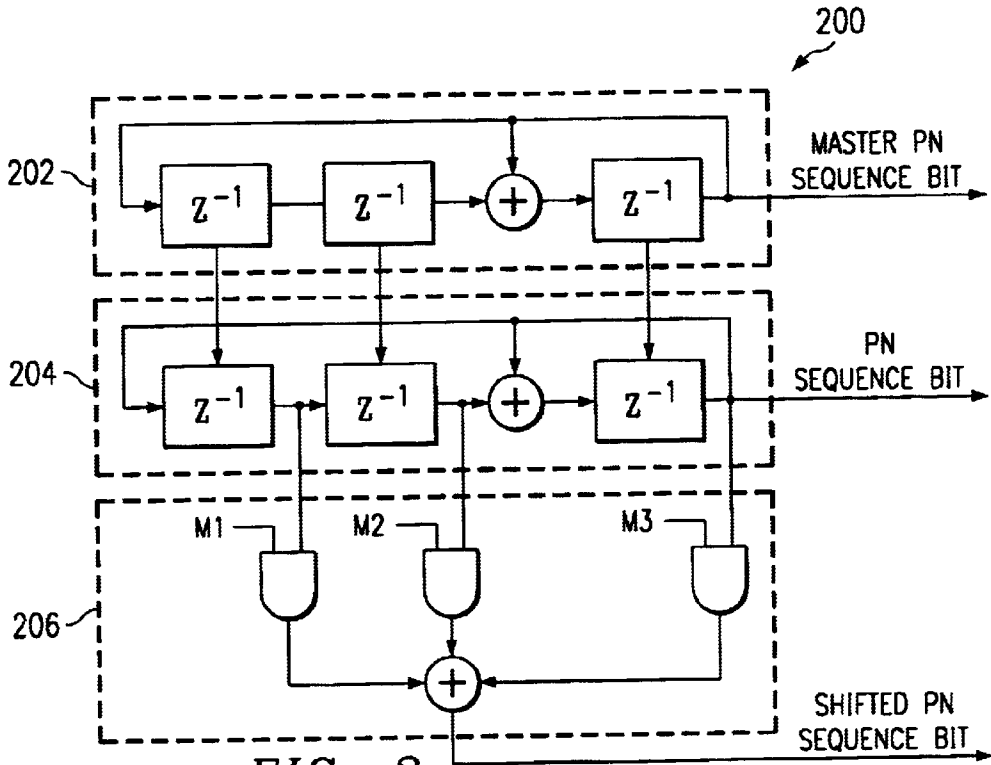 200
202
MASTER PN
SEQUENCE BIT
Z⁻¹
Z⁻¹
+
Z⁻¹
204
PN
SEQUENCE BIT
Z⁻¹
Z⁻¹
+
Z⁻¹
206
M1
M2
M3
+
SHIFTED PN
SEQUENCE BIT